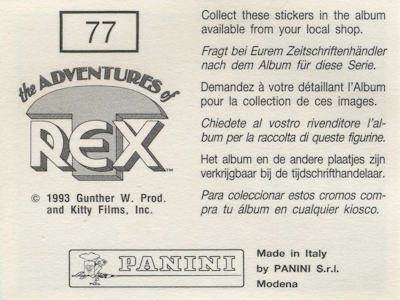 77
the ADVENTURES of
T
REX™
© 1993 Gunther W. Prod.
and Kitty Films, Inc.
Collect these stickers in the album
available from your local shop.
Fragt bei Eurem Zeitschriftenhändler
nach dem Album für diese Serie.
Demandez à votre détaillant l'Album
pour la collection de ces images.
Chiedete al vostro rivenditore l'al-
bum per la raccolta di queste figurine.
Het album en de andere plaatjes zijn
verkrijgbaar bij de tijdschrifthandelaar.
Para coleccionar estos cromos com-
pra tu álbum en cualquier kiosco.
PANINI
Made in Italy
by PANINI S.r.l.
Modena